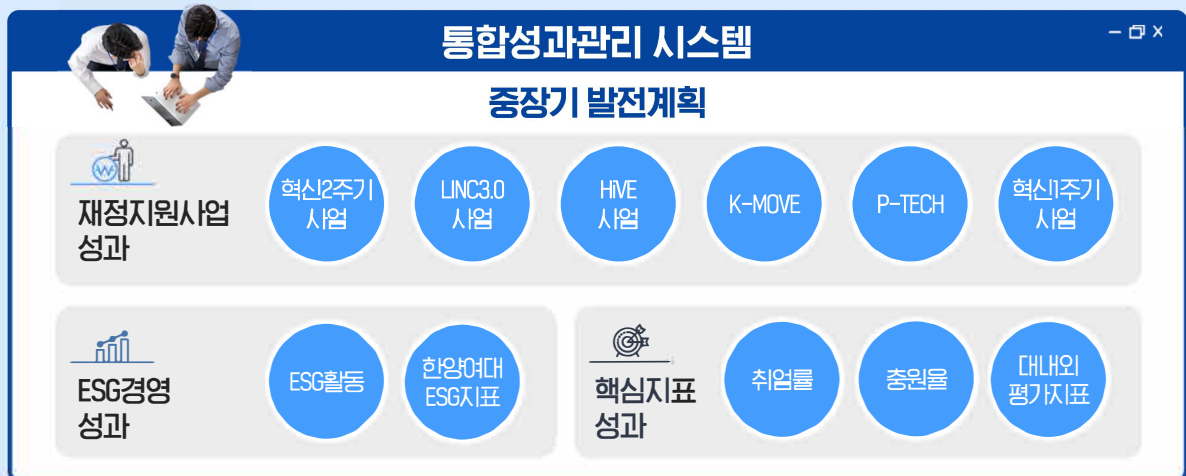 통합성과관리 시스템
중장기 발전계획
재정지원사업
성과
혁신2주기
사업
LINC3.0
사업
HiVE
사업
K-MOVE
P-TECH
혁신1주기
사업
ESG경영
성과
ESG활동
한양여대
ESG지표
핵심지표
성과
취업률
충원율
대내외
평가지표